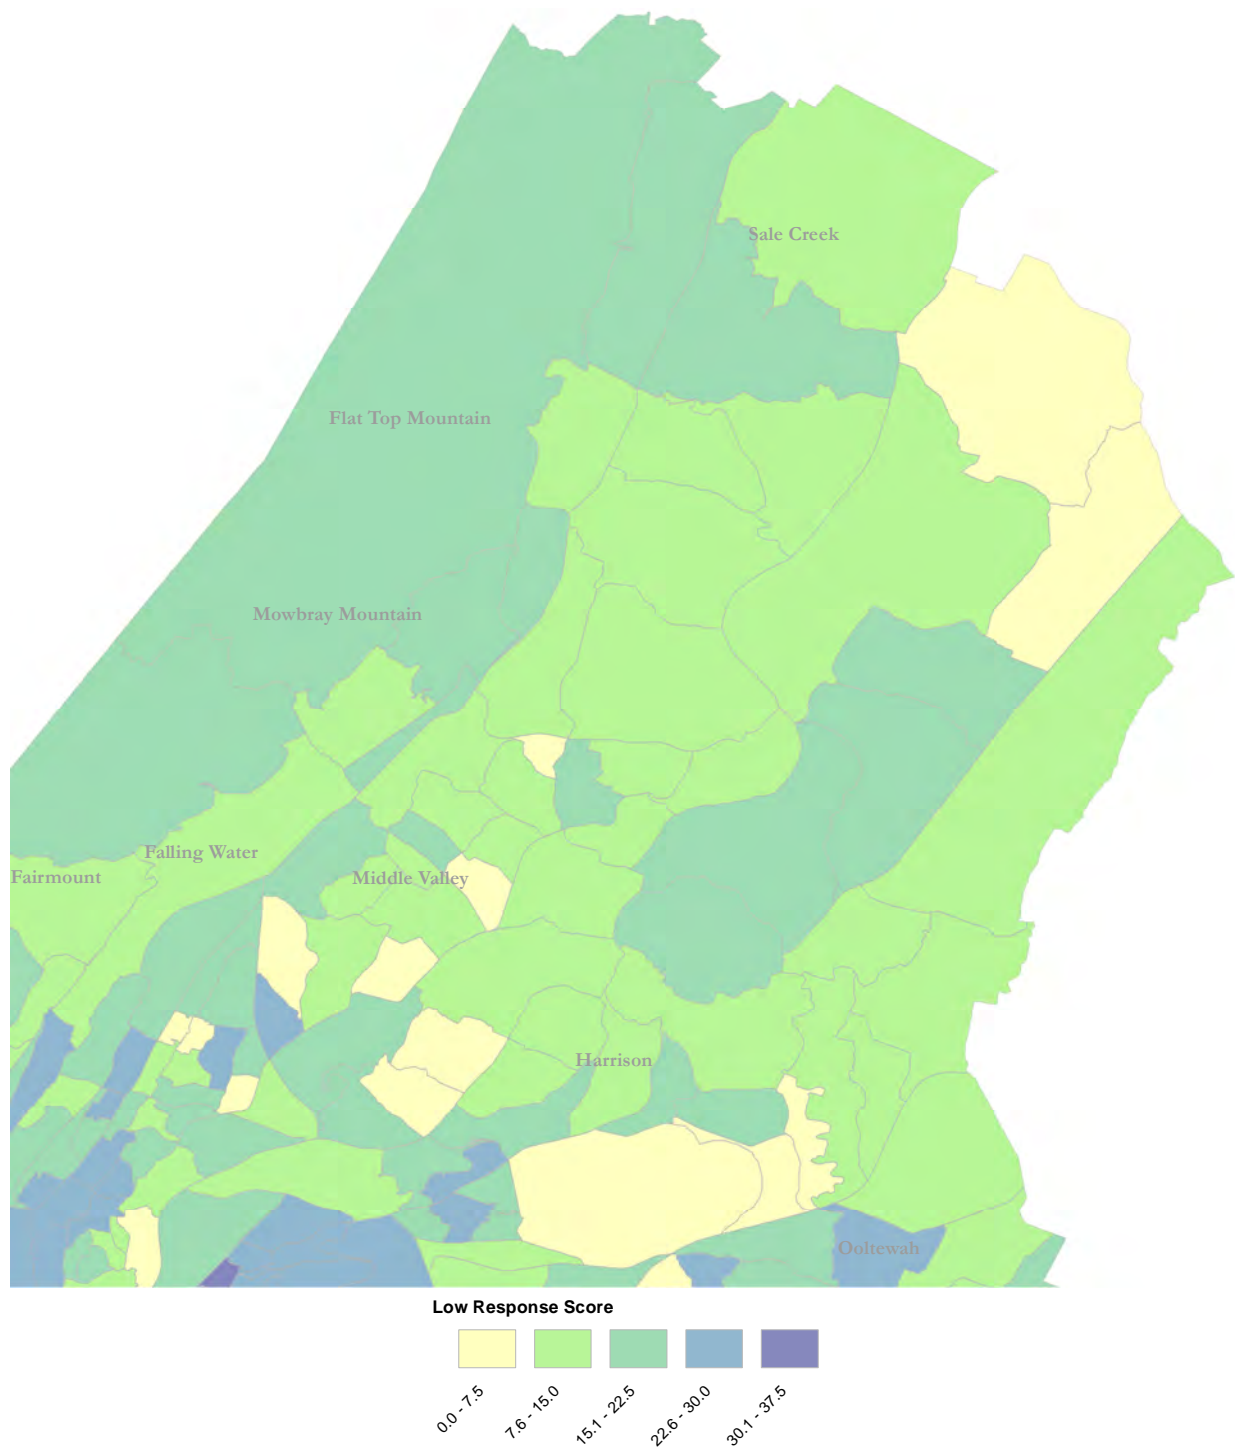 Sale Creek
Flat Top Mountain
Mowbray Mountain
Falling Water
Fairmount
Middle Valley
Harrison
Ooltewah
Low Response Score
0.0 - 7.5
7.6 - 15.0
15.1 - 22.5
22.6 - 30.0
30.1 - 37.5